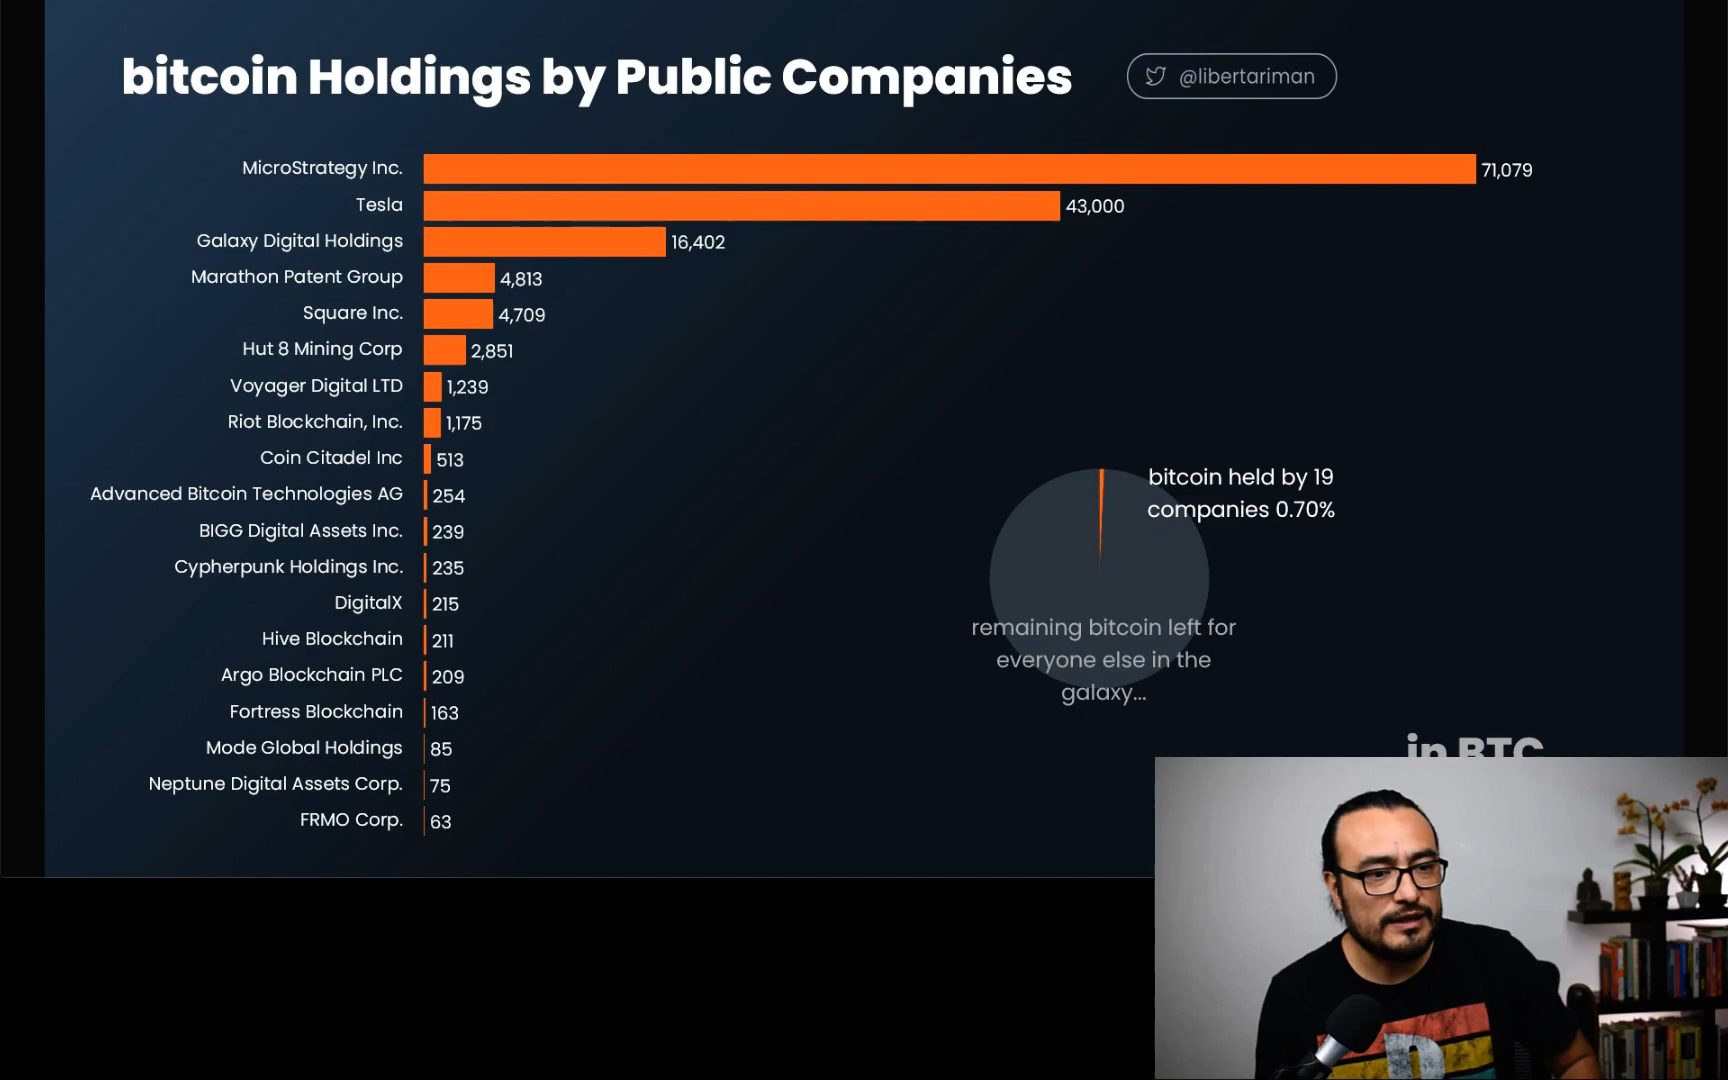 bitcoin Holdings by Public Companies
@libertariman
MicroStrategy Inc. 71,079
Tesla 43,000
Galaxy Digital Holdings 16,402
Marathon Patent Group 4,813
Square Inc. 4,709
Hut 8 Mining Corp 2,851
Voyager Digital LTD 1,239
Riot Blockchain, Inc. 1,175
Coin Citadel Inc 513
Advanced Bitcoin Technologies AG 254
BIGG Digital Assets Inc. 239
Cypherpunk Holdings Inc. 235
DigitalX 215
Hive Blockchain 211
Argo Blockchain PLC 209
Fortress Blockchain 163
Mode Global Holdings 85
Neptune Digital Assets Corp. 75
FRMO Corp. 63
bitcoin held by 19
companies 0.70%
remaining bitcoin left for
everyone else in the
galaxy...
in BTC